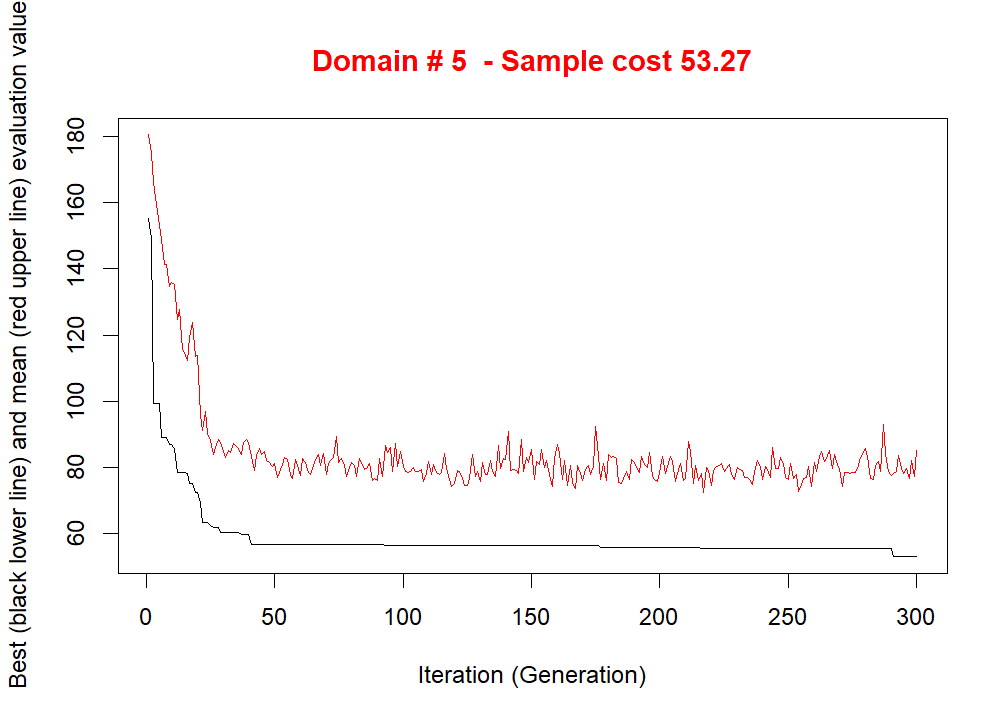 Domain # 5  - Sample cost 53.27
Best (black lower line) and mean (red upper line) evaluation value
180
160
140
120
100
80
60
0 50 100 150 200 250 300
Iteration (Generation)